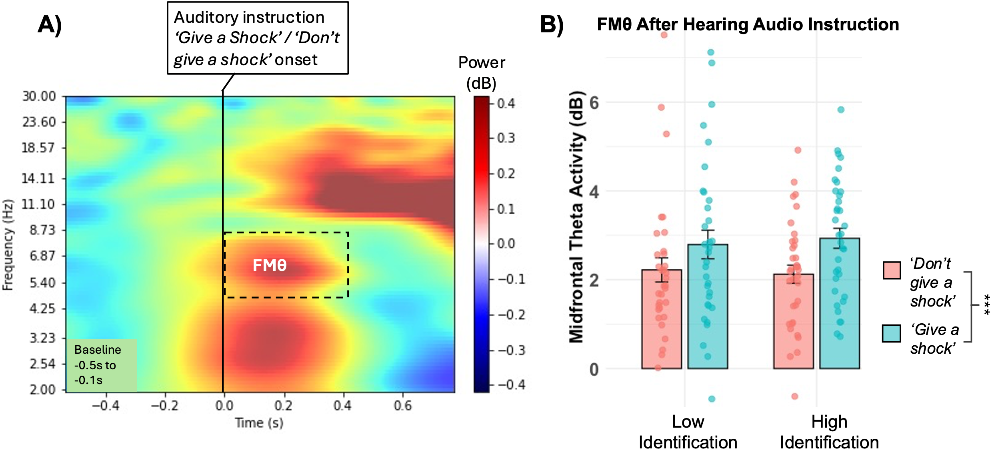 A)
Auditory instruction
‘Give a Shock’ / ‘Don’t
give a shock’ onset
Power
(dB)
30.00
23.60
18.57
14.11
11.10
8.73
6.87
5.40
4.25
3.23
2.54
2.00
Frequency (Hz)
FMθ
Baseline
-0.5s to
-0.1s
−0.4
−0.2
0.0
0.2
0.4
0.6
Time (s)
0.4
0.3
0.2
0.1
0.0
−0.1
−0.2
−0.3
−0.4
B)
FMθ After Hearing Audio Instruction
Midfrontal Theta Activity (dB)
6
4
2
0
Low
Identification
High
Identification
‘Don’t
give a
shock’
‘Give a
shock’
***